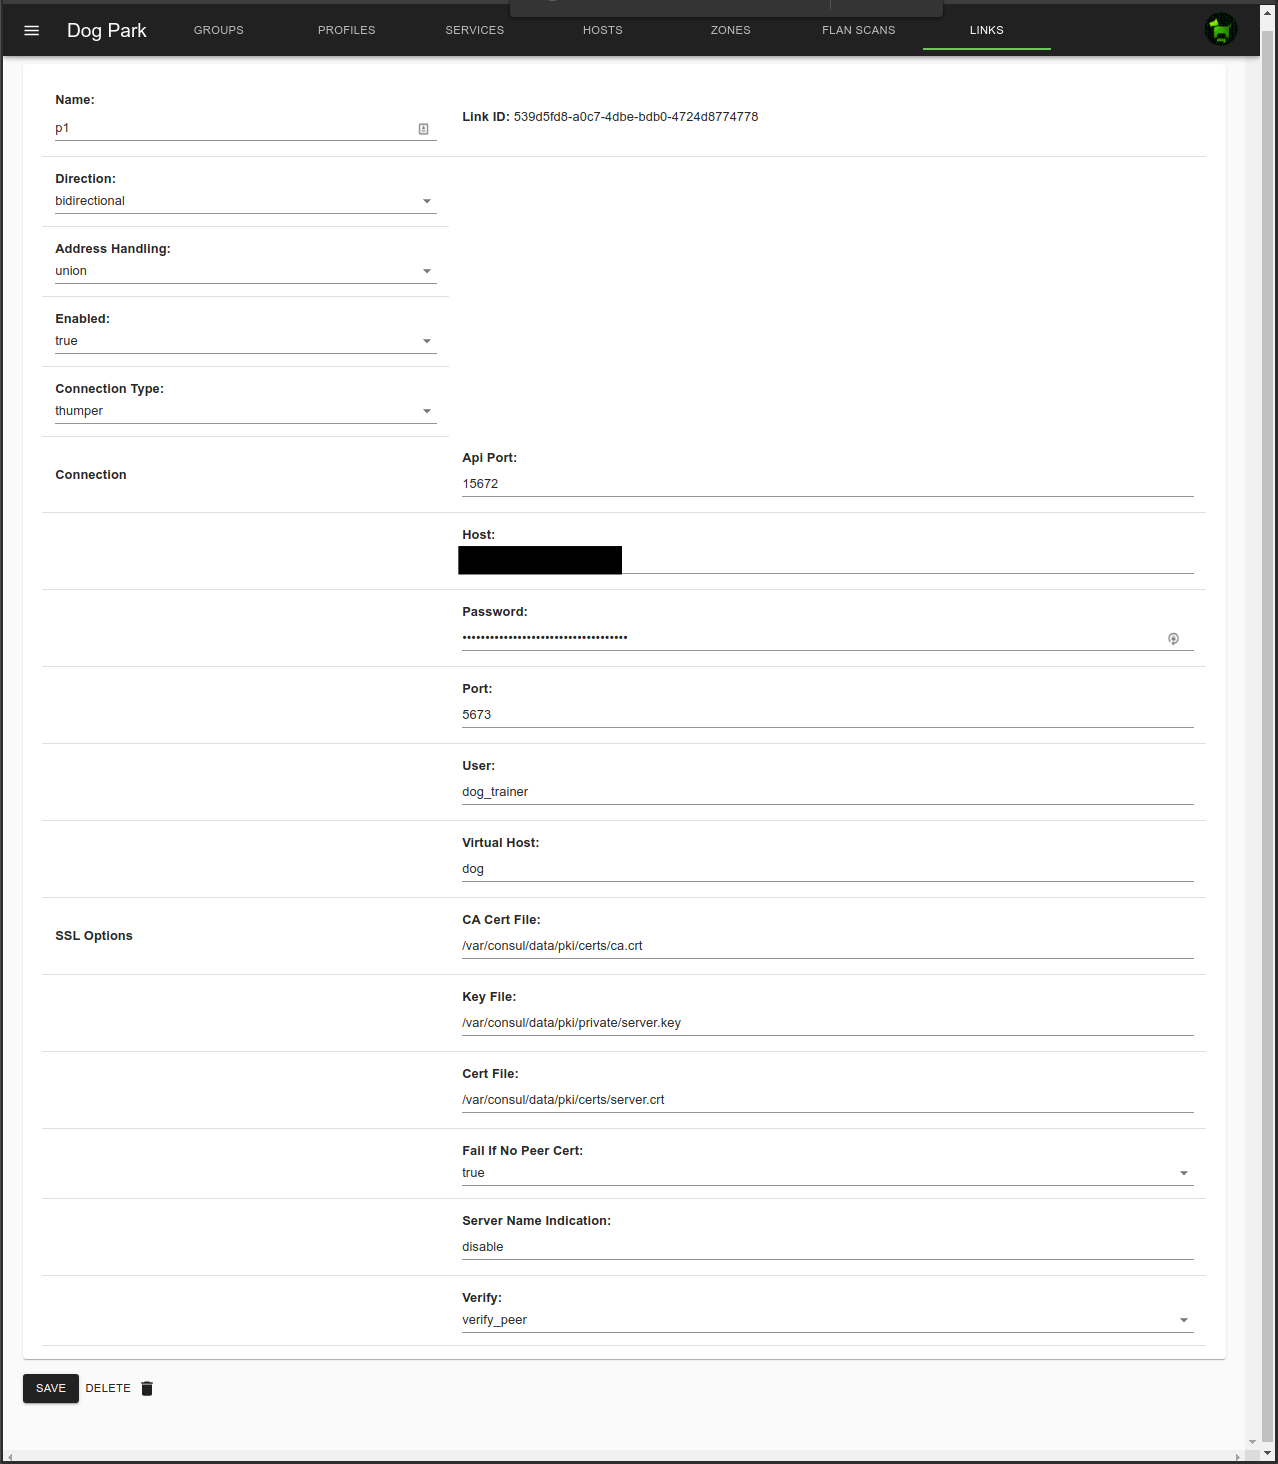 Dog Park
GROUPS
PROFILES
SERVICES
HOSTS
ZONES
FLAN SCANS
LINKS
Name:
p1
Link ID: 539d5fd8-a0c7-4dbe-bdb0-4724d8774778
Direction:
bidirectional
Address Handling:
union
Enabled:
true
Connection Type:
thumper
Connection
Api Port:
15672
Host:
Password:
••••••••••••••••••••••••••••••••••••
Port:
5673
User:
dog_trainer
Virtual Host:
dog
SSL Options
CA Cert File:
/var/consul/data/pki/certs/ca.crt
Key File:
/var/consul/data/pki/private/server.key
Cert File:
/var/consul/data/pki/certs/server.crt
Fail If No Peer Cert:
true
Server Name Indication:
disable
Verify:
verify_peer
SAVE
DELETE